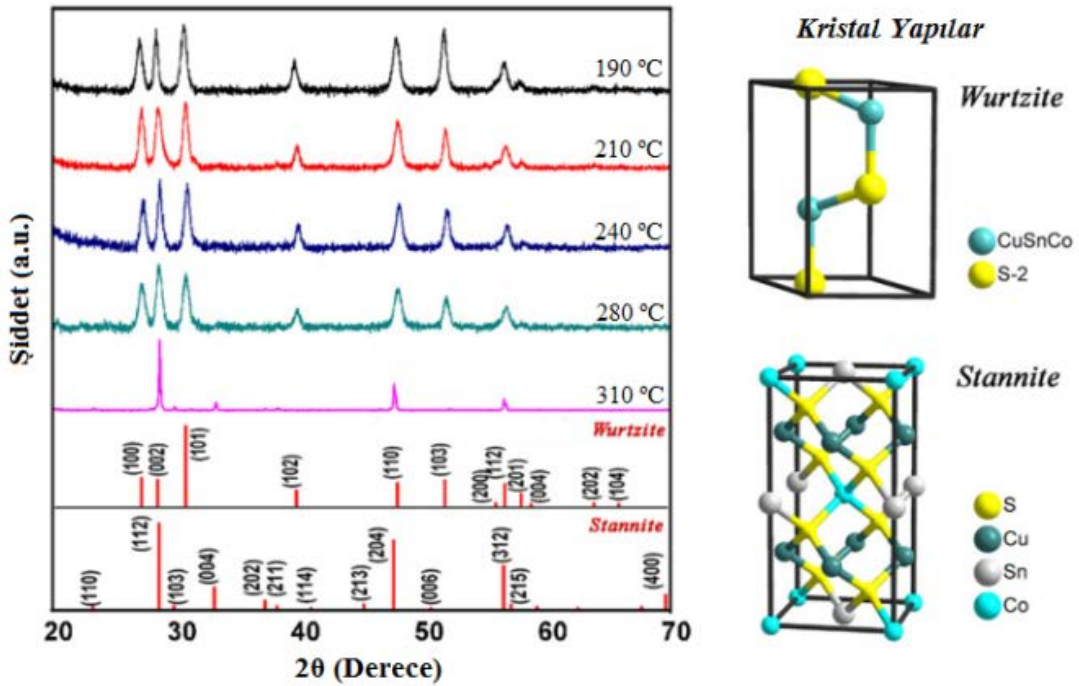 Şiddet (a.u.)
190 °C
210 °C
240 °C
280 °C
310 °C
Wurtzite
(100)
(002)
(101)
(102)
(110)
(103)
(200)
(112)
(201)
(004)
(202)
(104)
Stannite
(110)
(112)
(103)
(004)
(202)
(211)
(114)
(213)
(204)
(006)
(312)
(215)
(400)
20 30 40 50 60 70
2θ (Derece)
Kristal Yapılar
Wurtzite
CuSnCo
S-2
Stannite
S
Cu
Sn
Co